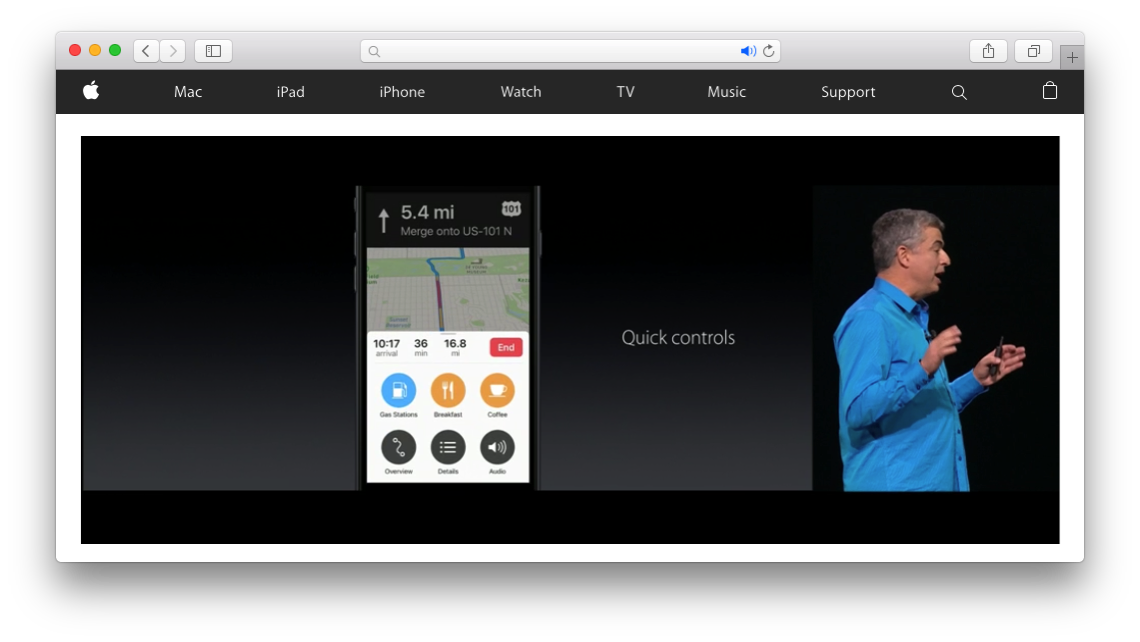 Mac
iPad
iPhone
Watch
TV
Music
Support
5.4 mi
101
Merge onto US-101 N
10:17
36
16.8
End
arrival
min
mi
Gas Stations
Breakfast
Coffee
Overview
Details
Audio
Quick controls